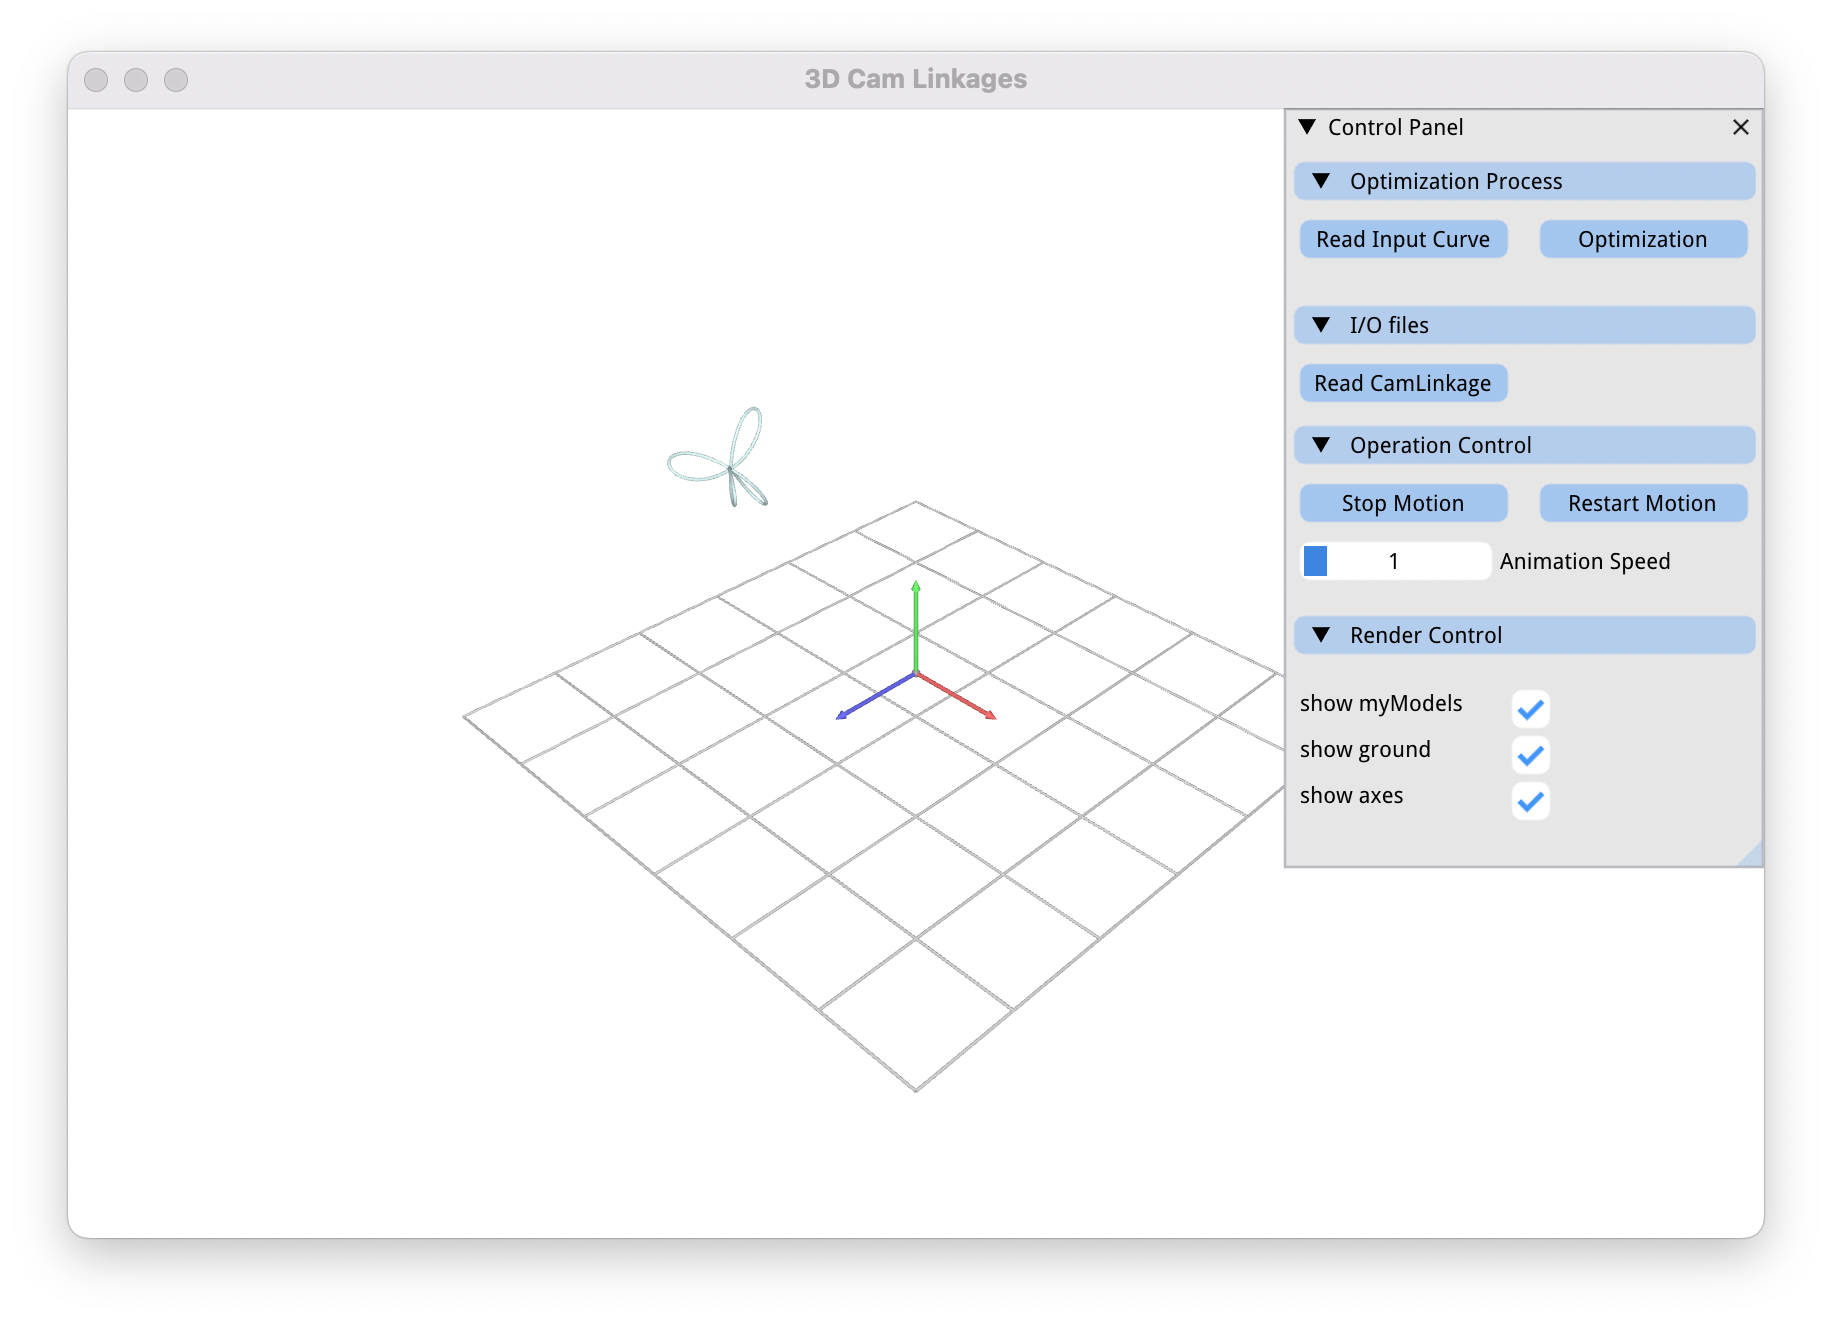 3D Cam Linkages
Control Panel
Optimization Process
Read Input Curve Optimization
I/O files
Read CamLinkage
Operation Control
Stop Motion Restart Motion
1 Animation Speed
Render Control
show myModels
show ground
show axes